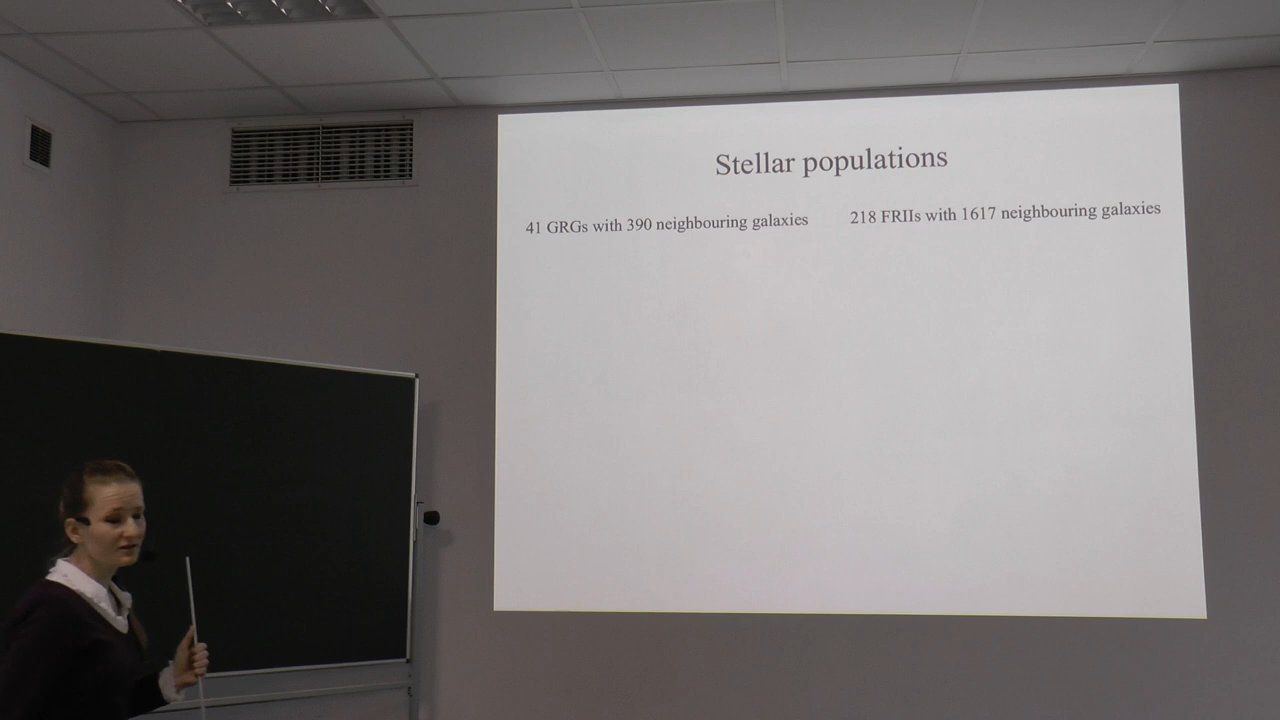 Stellar populations
41 GRGs with 390 neighbouring galaxies
218 FRIIs with 1617 neighbouring galaxies